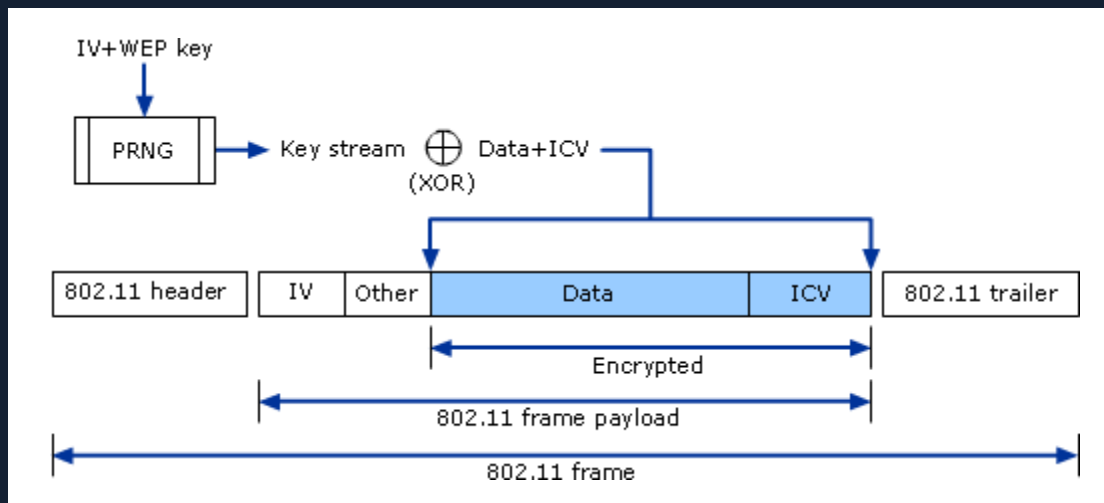 IV+WEP key
PRNG
Key stream ⊕ Data+ICV
(XOR)
802.11 header IV Other Data ICV 802.11 trailer
Encrypted
802.11 frame payload
802.11 frame